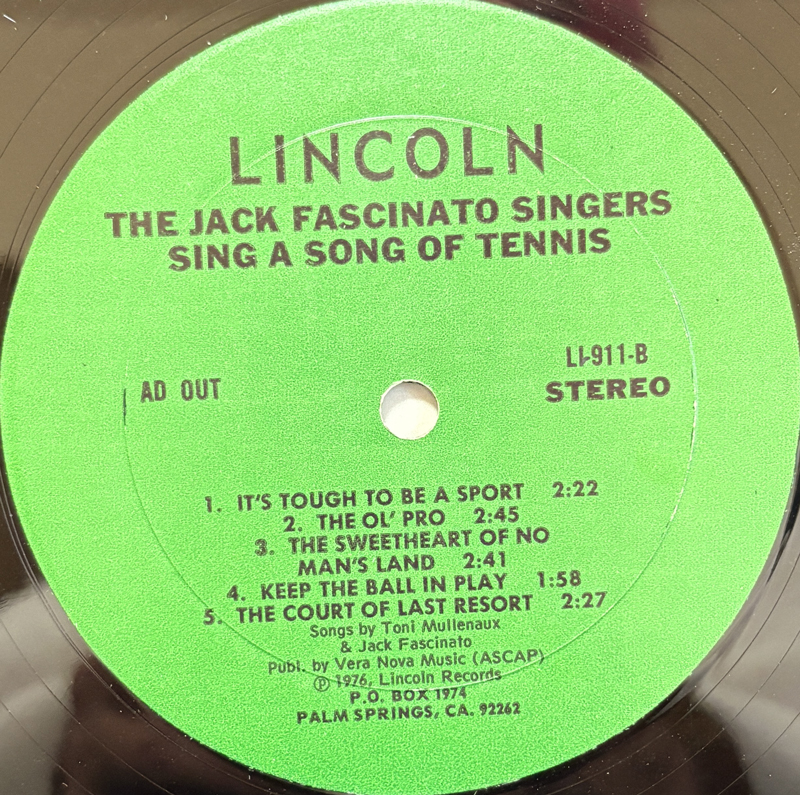 LINCOLN
THE JACK FASCINATO SINGERS
SING A SONG OF TENNIS
AD OUT
LI-911-B
STEREO
1. IT'S TOUGH TO BE A SPORT 2:22
2. THE OL' PRO 2:45
3. THE SWEETHEART OF NO
MAN'S LAND 2:41
4. KEEP THE BALL IN PLAY 1:58
5. THE COURT OF LAST RESORT 2:27
Songs by Toni Mullenaux
& Jack Fascinato
Publ. by Vera Nova Music (ASCAP)
Ⓟ 1976, Lincoln Records
P.O. BOX 1974
PALM SPRINGS, CA. 92262